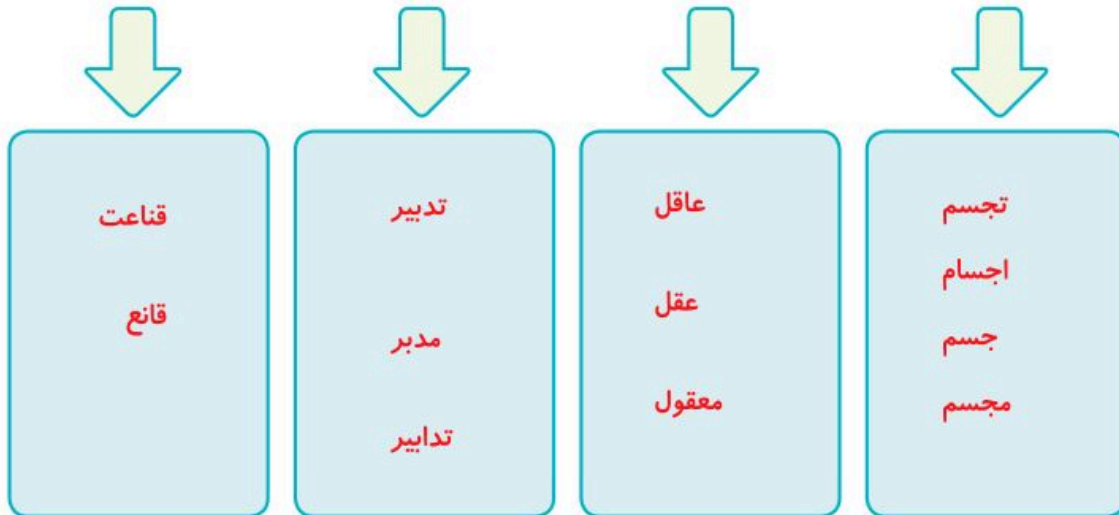 تجسم
اجسام
جسم
مجسم
عاقل
عقل
معقول
تدبیر
مدبر
تدابیر
قناعت
قانع